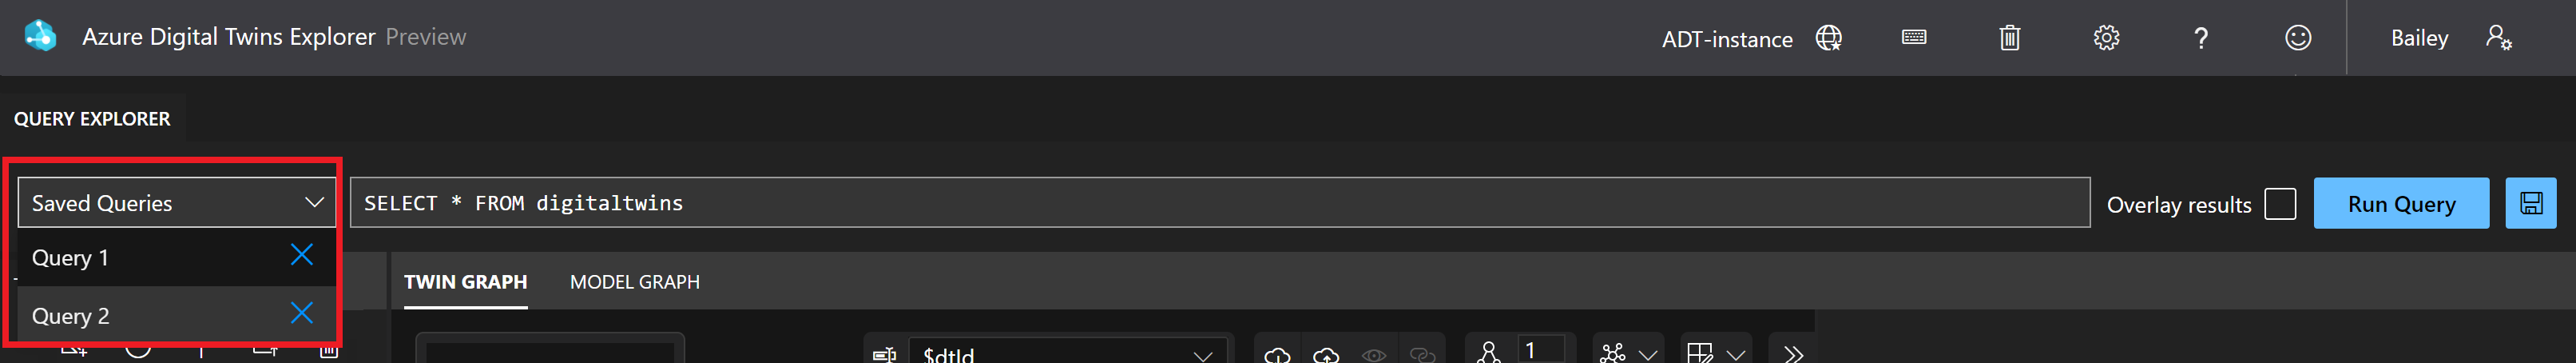 Azure Digital Twins Explorer Preview
ADT-instance
?
Bailey
QUERY EXPLORER
Saved Queries
SELECT * FROM digitaltwins
Overlay results
Run Query
Query 1
Query 2
TWIN GRAPH
MODEL GRAPH
$dtId
1